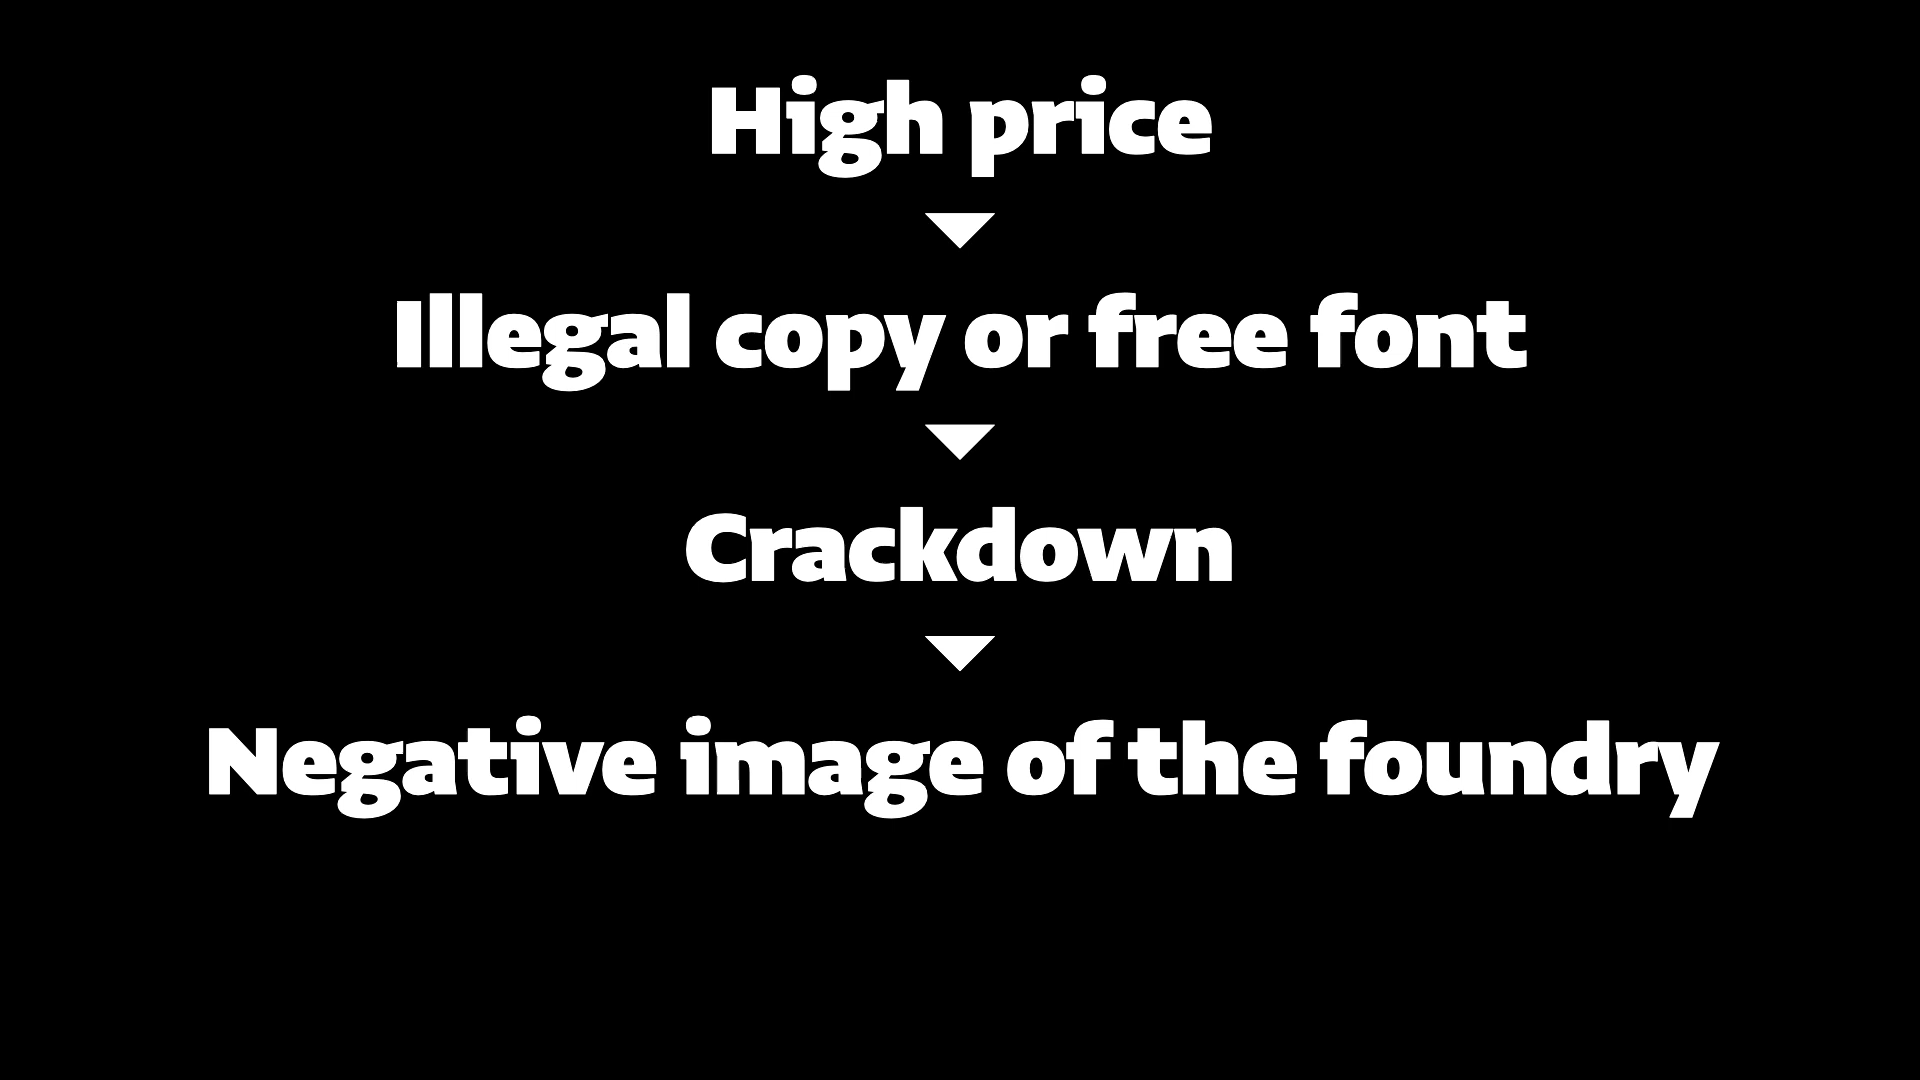 High price
Illegal copy or free font
Crackdown
Negative image of the foundry